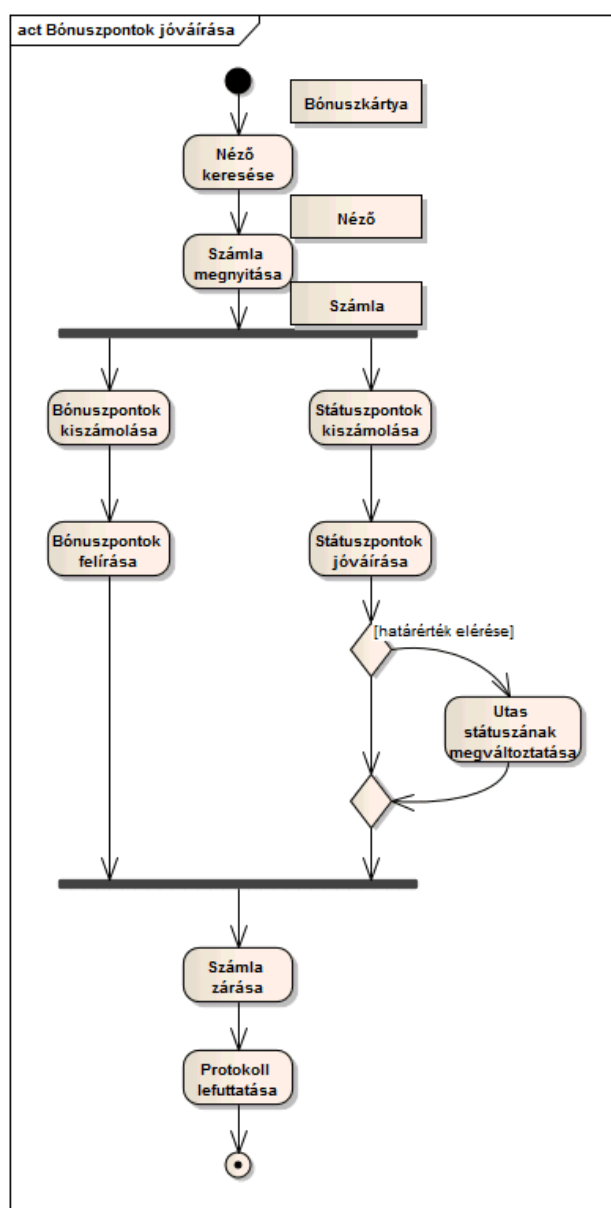 act Bónuszpontok jóváírása
Bónuszkártya
Néző
keresése
Néző
Számla
megnyitása
Számla
Bónuszpontok
kiszámolása
Státuszpontok
kiszámolása
Bónuszpontok
felírása
Státuszpontok
jóváírása
[határérték elérése]
Utas
státuszának
megváltoztatása
Számla
zárása
Protokoll
lefuttatása